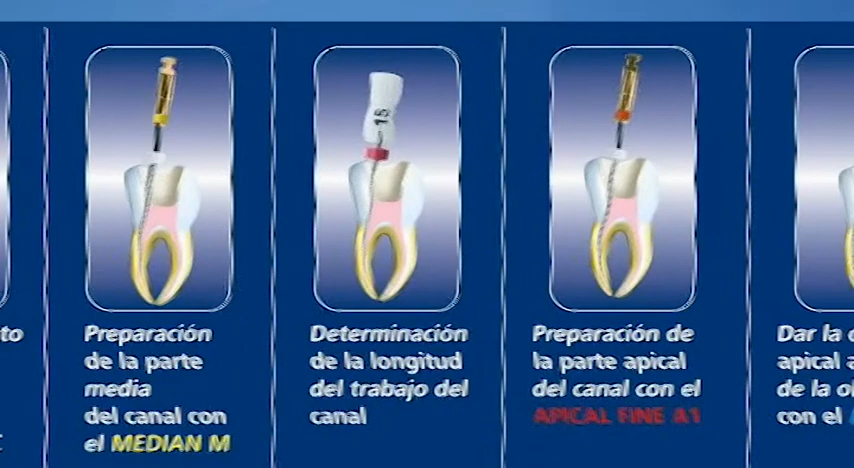 to
Preparación
de la parte
media
del canal con
el MEDIAN M
15
Determinación
de la longitud
del trabajo del
canal
Preparación de
la parte apical
del canal con el
APICAL FINE A1
Dar la
apical
de la
con el